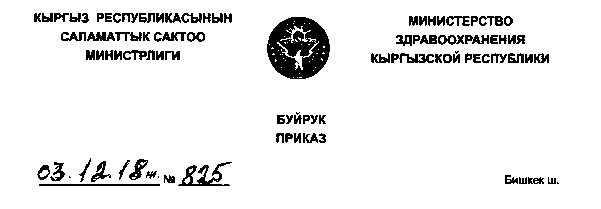 КЫРГЫЗ РЕСПУБЛИКАСЫНЫН
САЛАМАТТЫК САКТОО
МИНИСТРЛИГИ
МИНИСТЕРСТВО
ЗДРАВООХРАНЕНИЯ
КЫРГЫЗСКОЙ РЕСПУБЛИКИ
БУЙРУК
ПРИКАЗ
03.12.18ж. № 825
Бишкек ш.